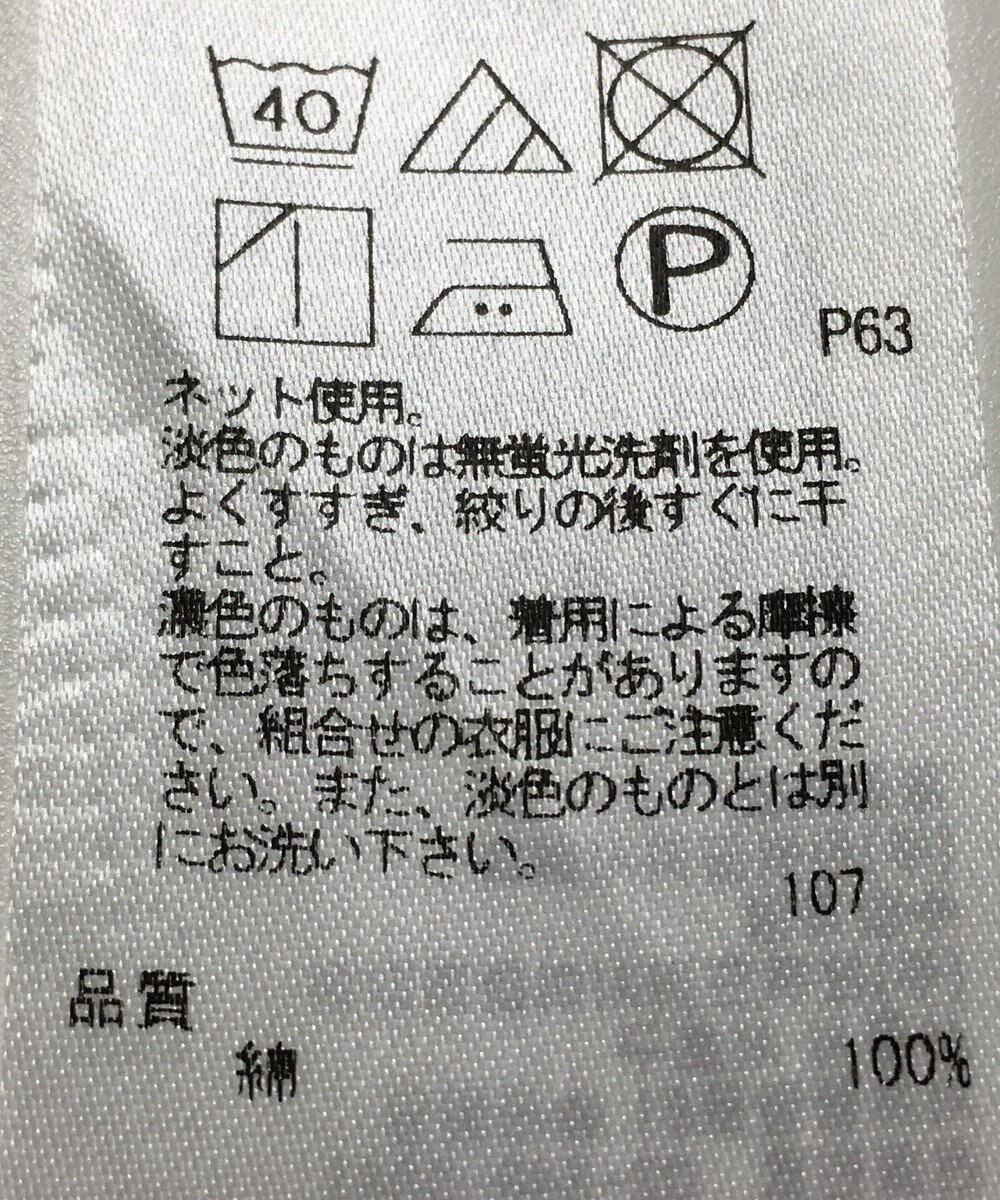 40
P
P63
ネット使用。
淡色のものは無蛍光洗剤を使用。
よくすすぎ、絞りの後すぐに干
すこと。
濃色のものは、着用による摩擦
で色落ちすることがありますの
で、組合せの衣服にご注意くだ
さい。また、淡色のものとは別
にお洗い下さい。
107
品質
綿 100%